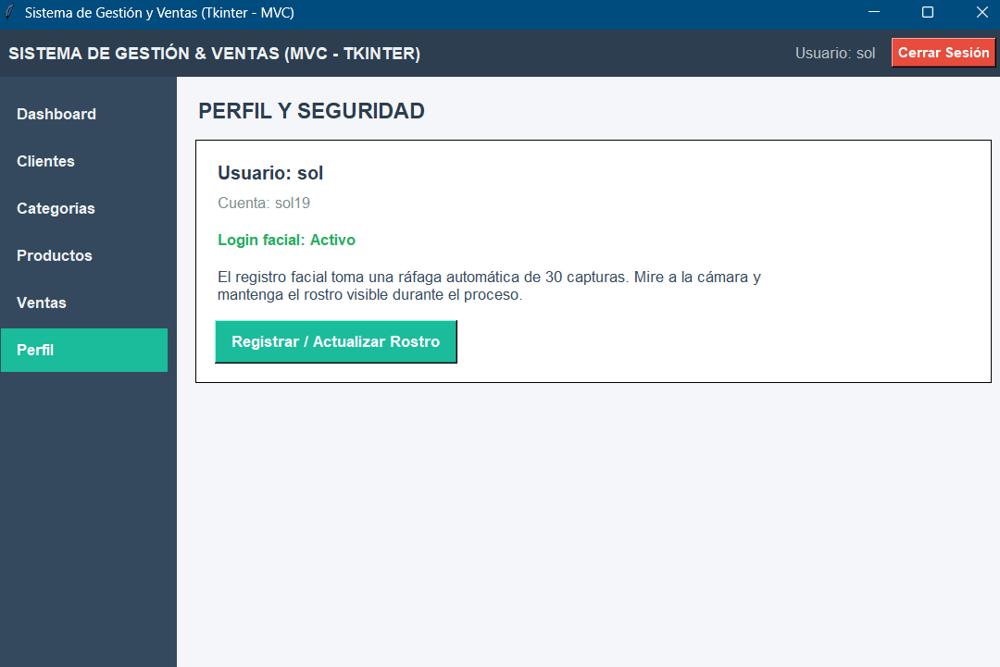 Sistema de Gestión y Ventas (Tkinter - MVC)
SISTEMA DE GESTIÓN & VENTAS (MVC - TKINTER)
Usuario: sol
Cerrar Sesión
Dashboard
Clientes
Categorías
Productos
Ventas
Perfil
PERFIL Y SEGURIDAD
Usuario: sol
Cuenta: sol19
Login facial: Activo
El registro facial toma una ráfaga automática de 30 capturas. Mire a la cámara y
mantenga el rostro visible durante el proceso.
Registrar / Actualizar Rostro